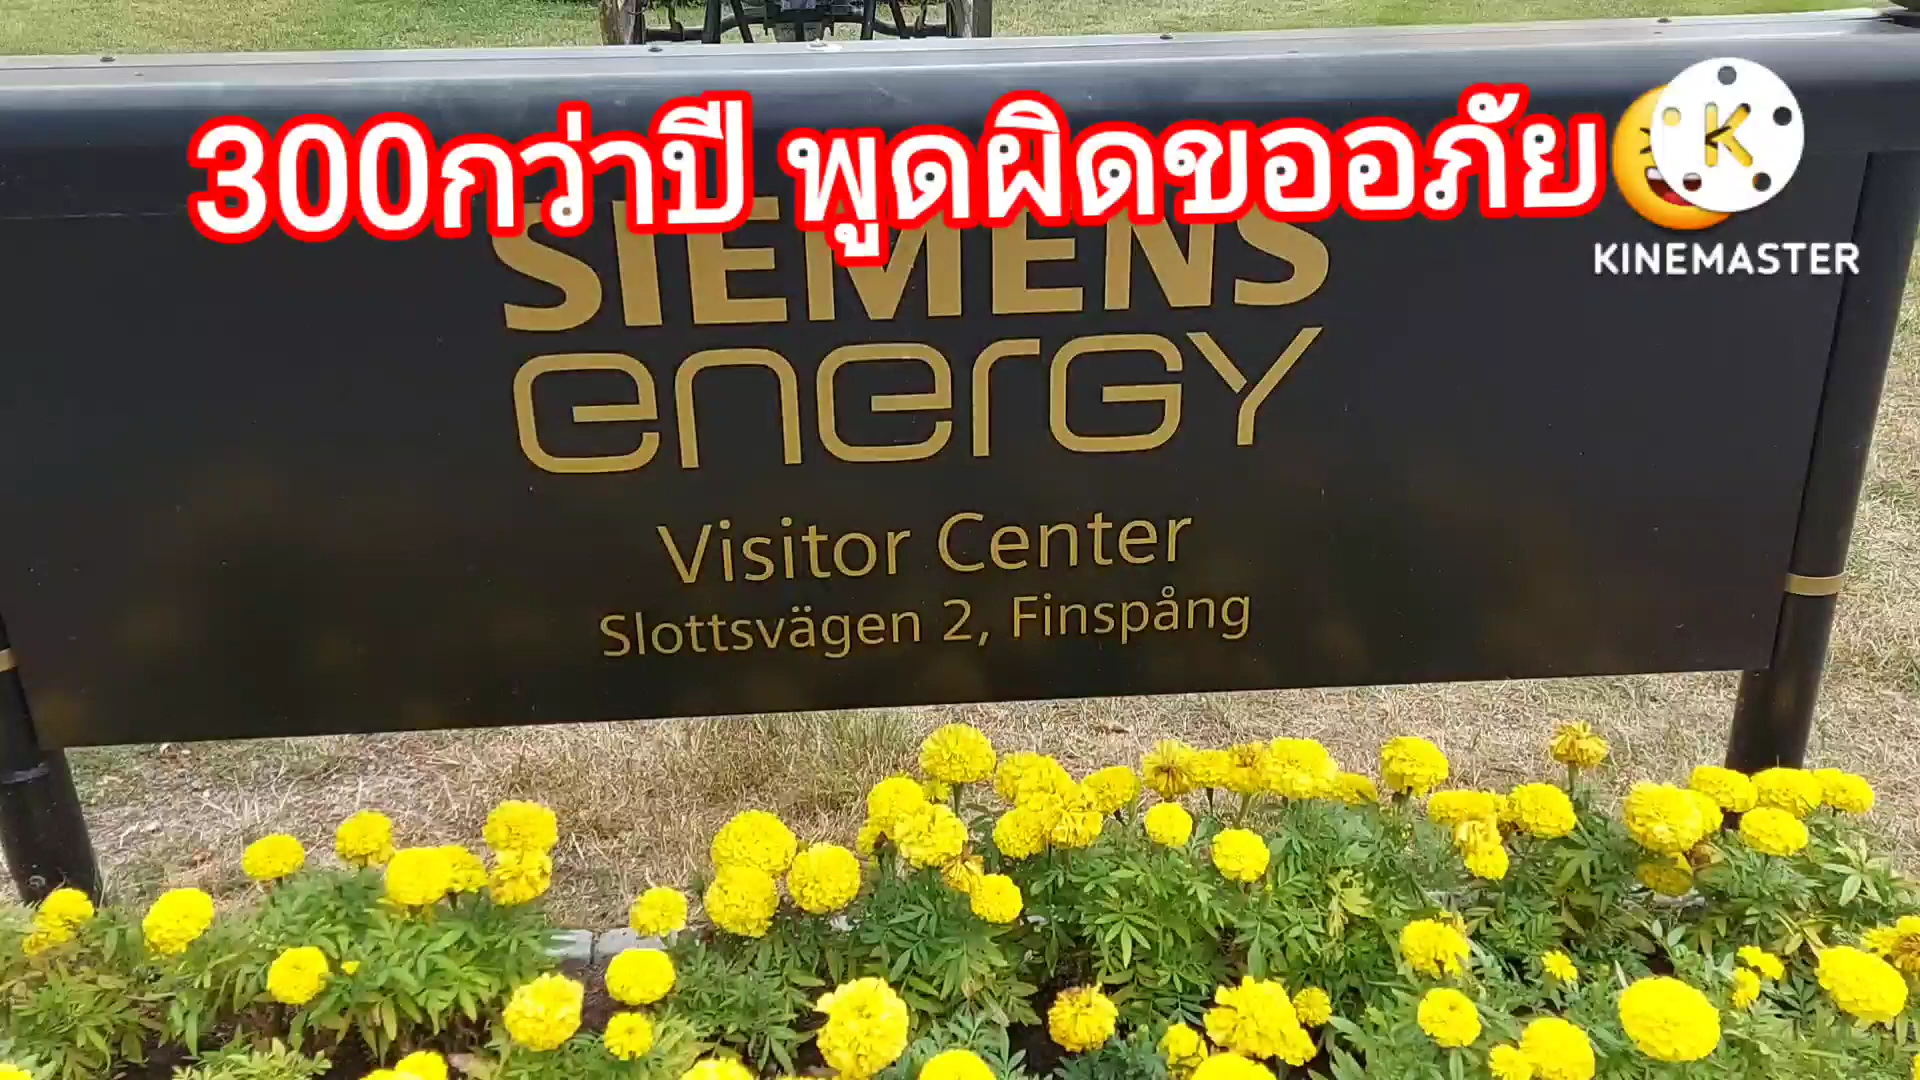 300กว่าปี พูดผิดขออภัย
KINEMASTER
SIEMENS
energy
Visitor Center
Slottsvägen 2, Finspång